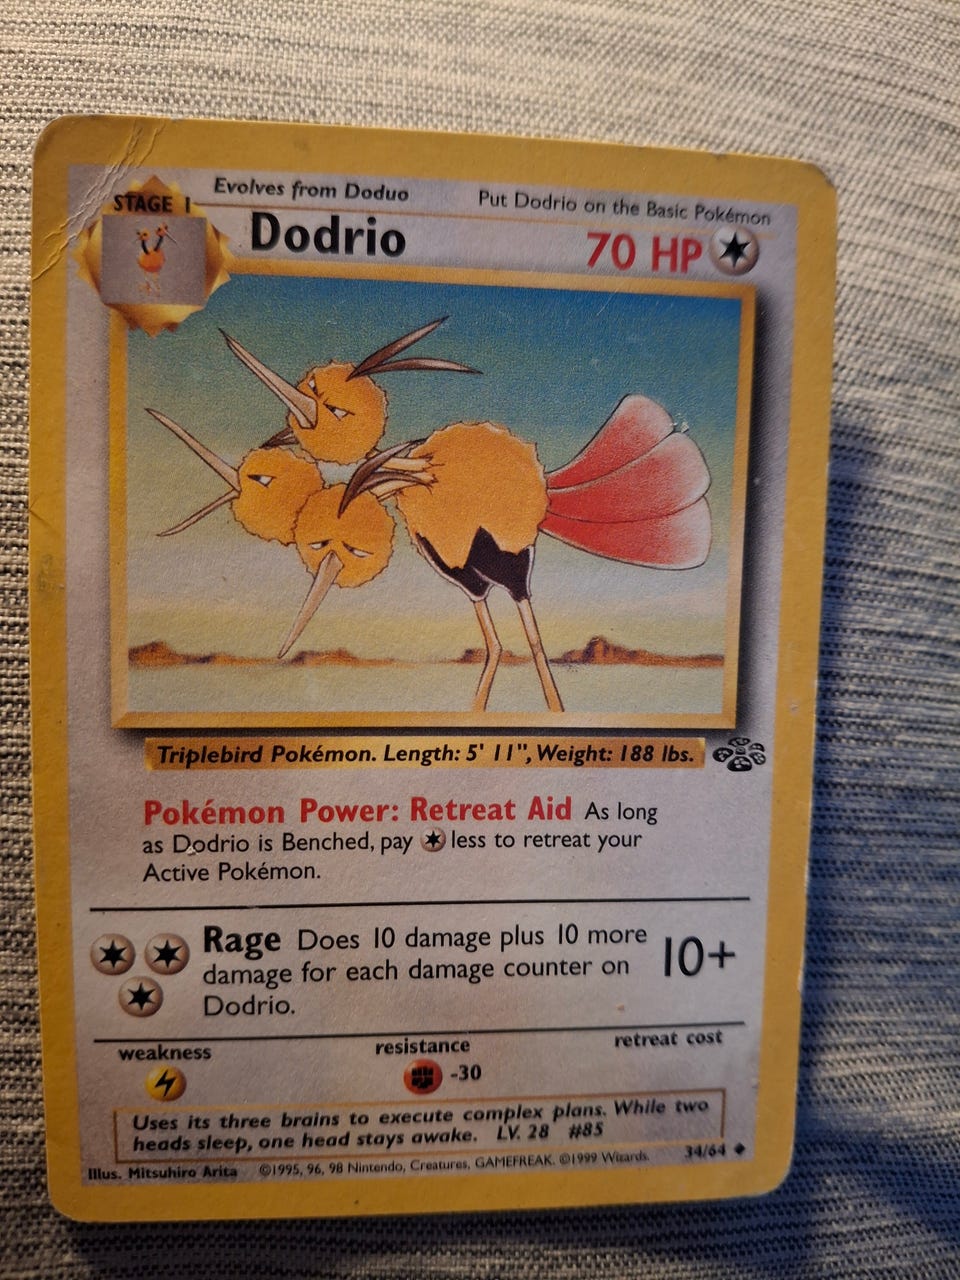 Evolves from Doduo Put Dodrio on the Basic Pokémon
STAGE 1
Dodrio 70 HP
Triplebird Pokémon. Length: 5' 11", Weight: 188 lbs.
Pokémon Power: Retreat Aid As long
as Dodrio is Benched, pay less to retreat your
Active Pokémon.
Rage Does 10 damage plus 10 more
damage for each damage counter on
Dodrio.
10+
weakness resistance retreat cost
-30
Uses its three brains to execute complex plans. While two
heads sleep, one head stays awake. LV. 28 #85
Illus. Mitsuhiro Arita ©1995, 96, 98 Nintendo, Creatures, GAMEFREAK. ©1999 Wizards. 34/64